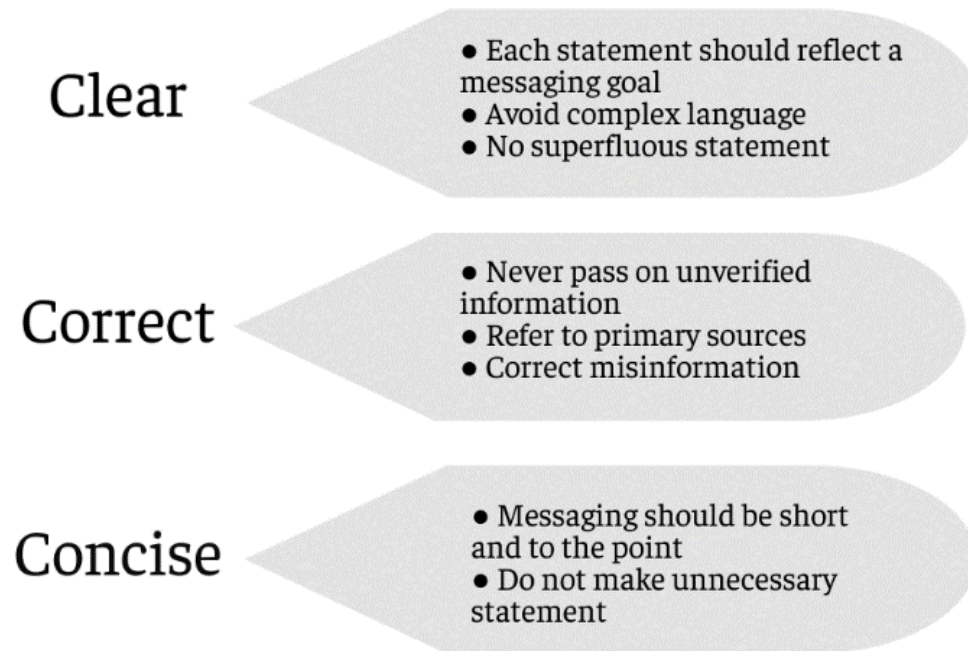 Clear
● Each statement should reflect a
messaging goal
● Avoid complex language
● No superfluous statement
Correct
● Never pass on unverified
information
● Refer to primary sources
● Correct misinformation
Concise
● Messaging should be short
and to the point
● Do not make unnecessary
statement